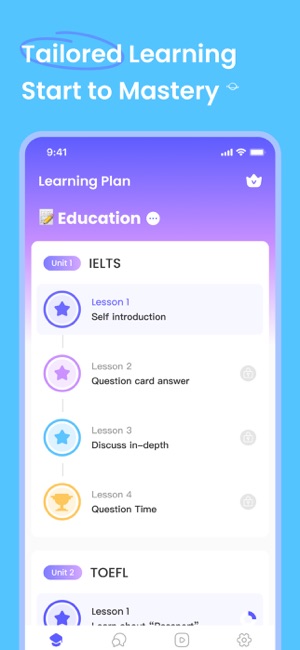 Tailored Learning
Start to Mastery
9:41
Learning Plan
Education
Unit 1 IELTS
Lesson 1
Self introduction
Lesson 2
Question card answer
Lesson 3
Discuss in-depth
Lesson 4
Question Time
Unit 2 TOEFL
Lesson 1
Learn about "Passport"